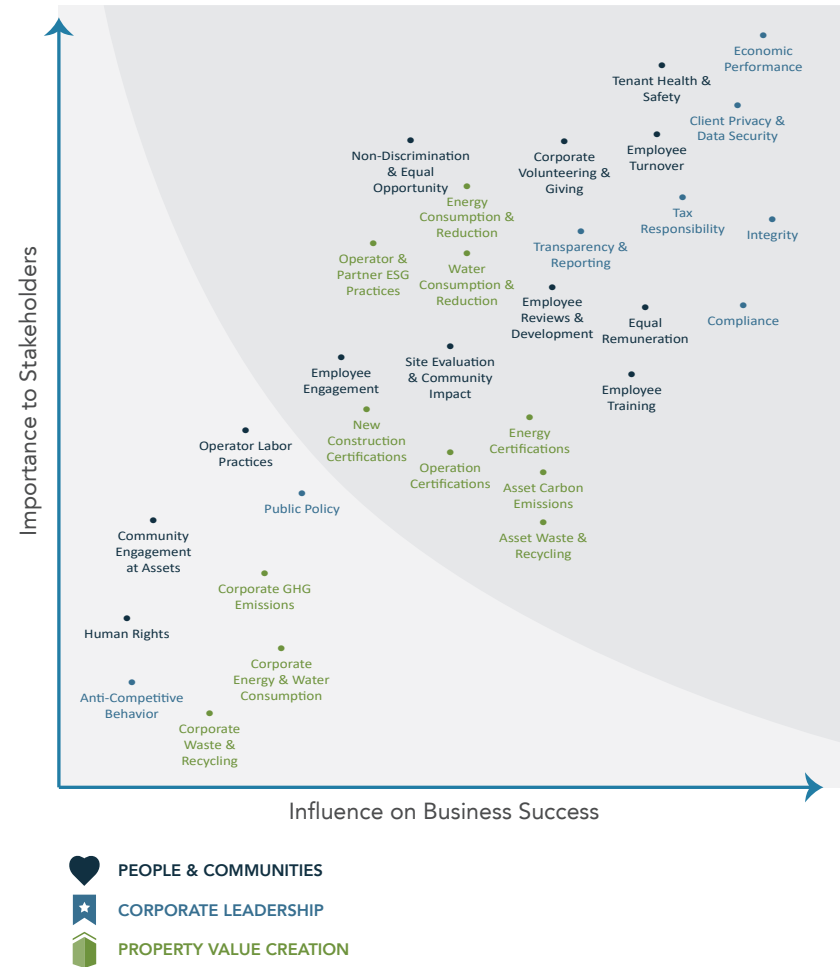 Importance to Stakeholders
Economic
Performance
Tenant Health &
Safety
Client Privacy &
Data Security
Employee
Turnover
Non-Discrimination
& Equal
Opportunity
Corporate
Volunteering &
Giving
Energy
Consumption &
Reduction
Tax
Responsibility
Integrity
Transparency &
Reporting
Operator &
Partner ESG
Practices
Water
Consumption &
Reduction
Employee
Reviews &
Development
Equal
Remuneration
Compliance
Site Evaluation
& Community
Impact
Employee
Engagement
Employee
Training
New
Construction
Certifications
Energy
Certifications
Operator Labor
Practices
Operation
Certifications
Asset Carbon
Emissions
Public Policy
Community
Engagement
at Assets
Asset Waste &
Recycling
Corporate GHG
Emissions
Human Rights
Corporate
Energy & Water
Consumption
Anti-Competitive
Behavior
Corporate
Waste &
Recycling
Influence on Business Success
PEOPLE & COMMUNITIES
CORPORATE LEADERSHIP
PROPERTY VALUE CREATION